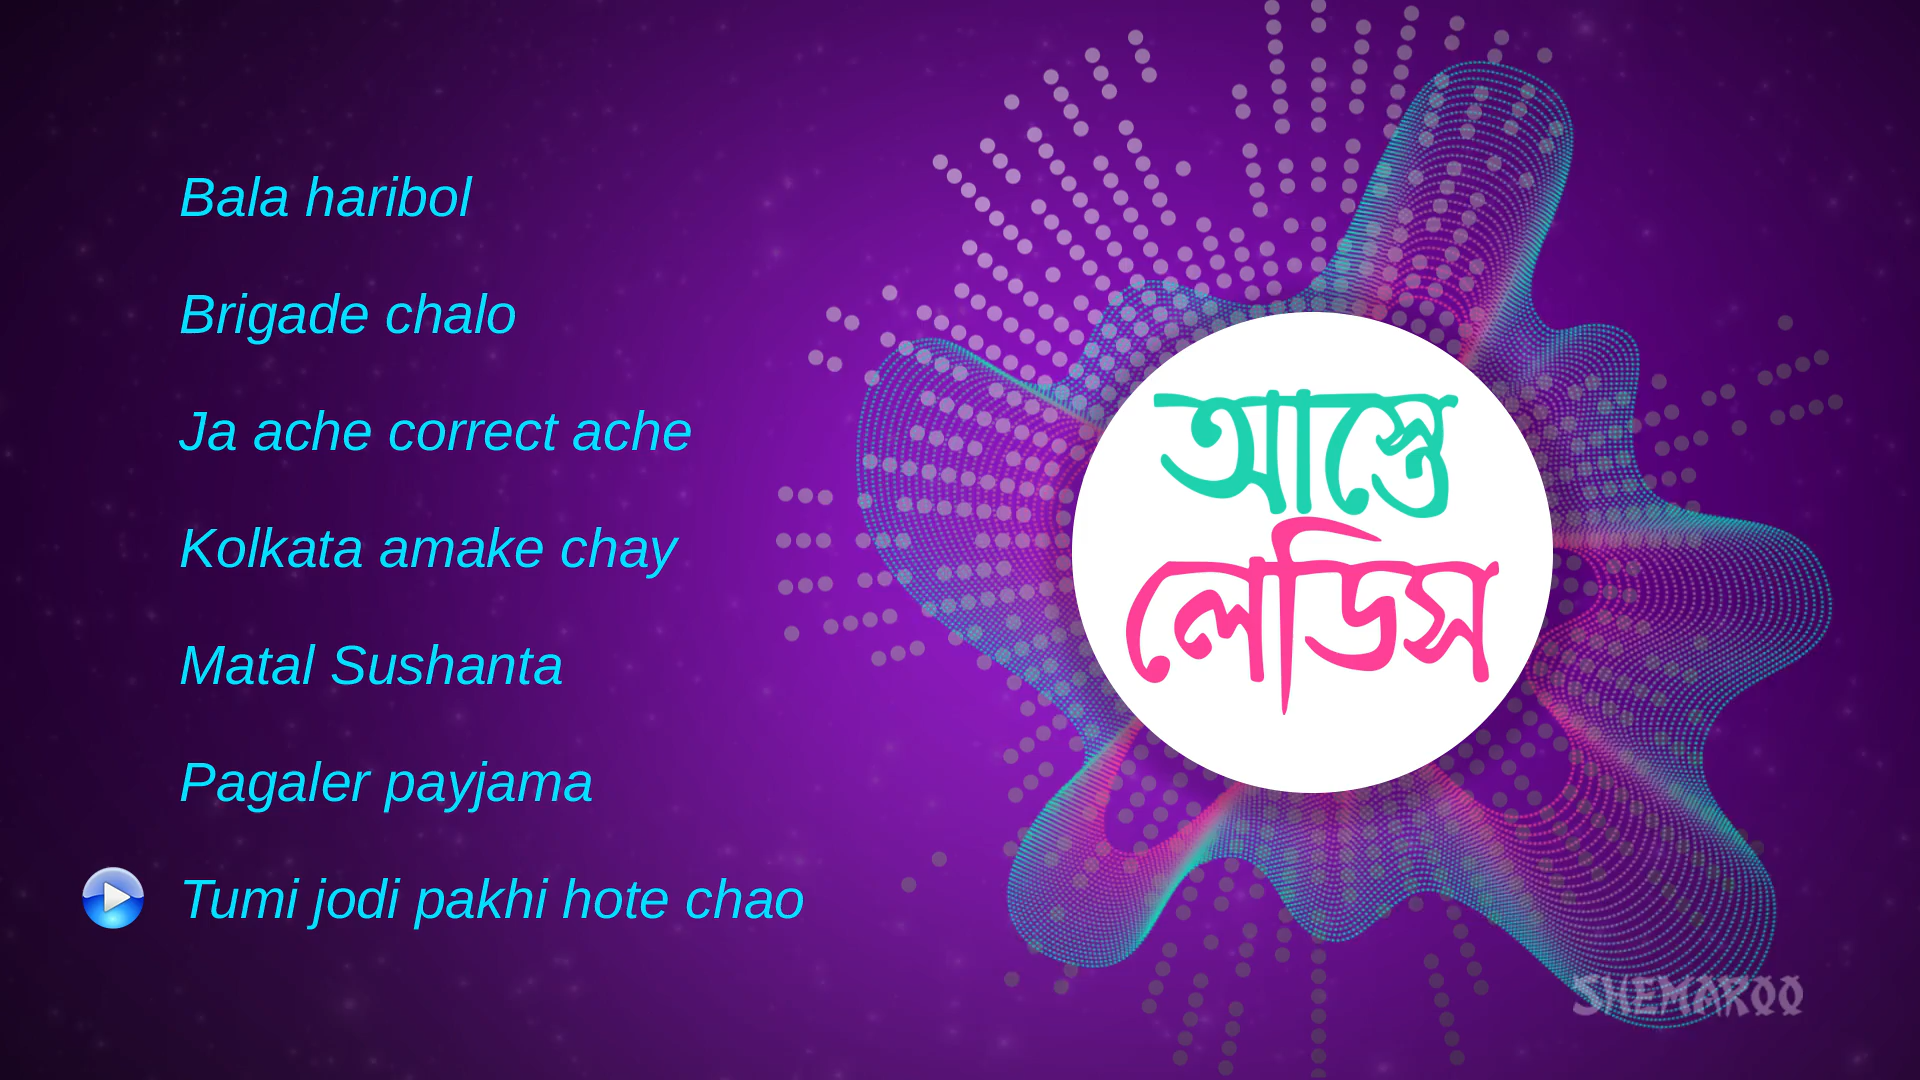 Bala haribol
Brigade chalo
Ja ache correct ache
Kolkata amake chay
Matal Sushanta
Pagaler payjama
Tumi jodi pakhi hote chao
আস্তে
লেডিস
SHEMAROO